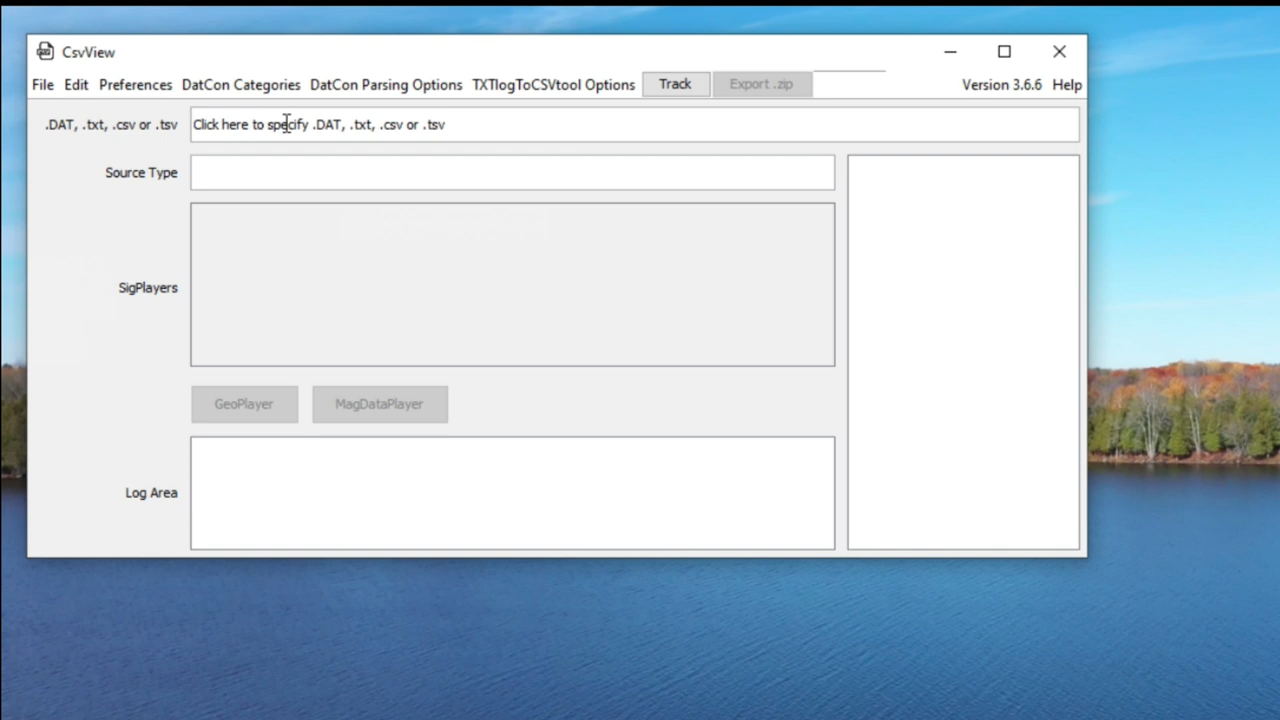 CsvView
File Edit Preferences DatCon Categories DatCon Parsing Options TXTlogToCSVtool Options Track Export .zip Version 3.6.6 Help
.DAT, .txt, .csv or .tsv Click here to specify .DAT, .txt, .csv or .tsv
Source Type
SigPlayers
GeoPlayer MagDataPlayer
Log Area